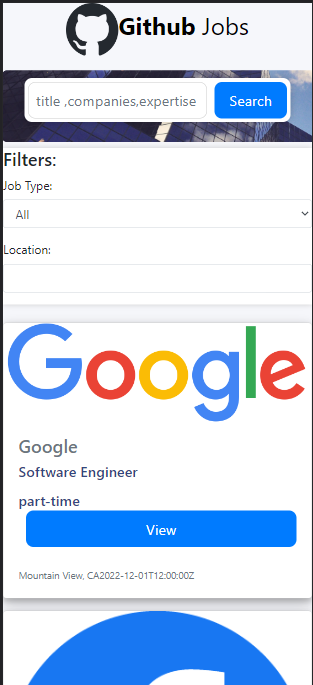 Github Jobs
title ,companies,expertise
Search
Filters:
Job Type:
All
Location:
Google
Google
Software Engineer
part-time
View
Mountain View, CA2022-12-01T12:00:00Z